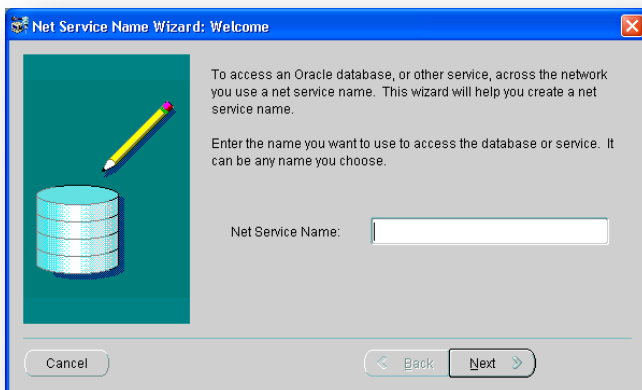 Net Service Name Wizard: Welcome
To access an Oracle database, or other service, across the network
you use a net service name. This wizard will help you create a net
service name.
Enter the name you want to use to access the database or service. It
can be any name you choose.
Net Service Name:
Cancel
Back
Next